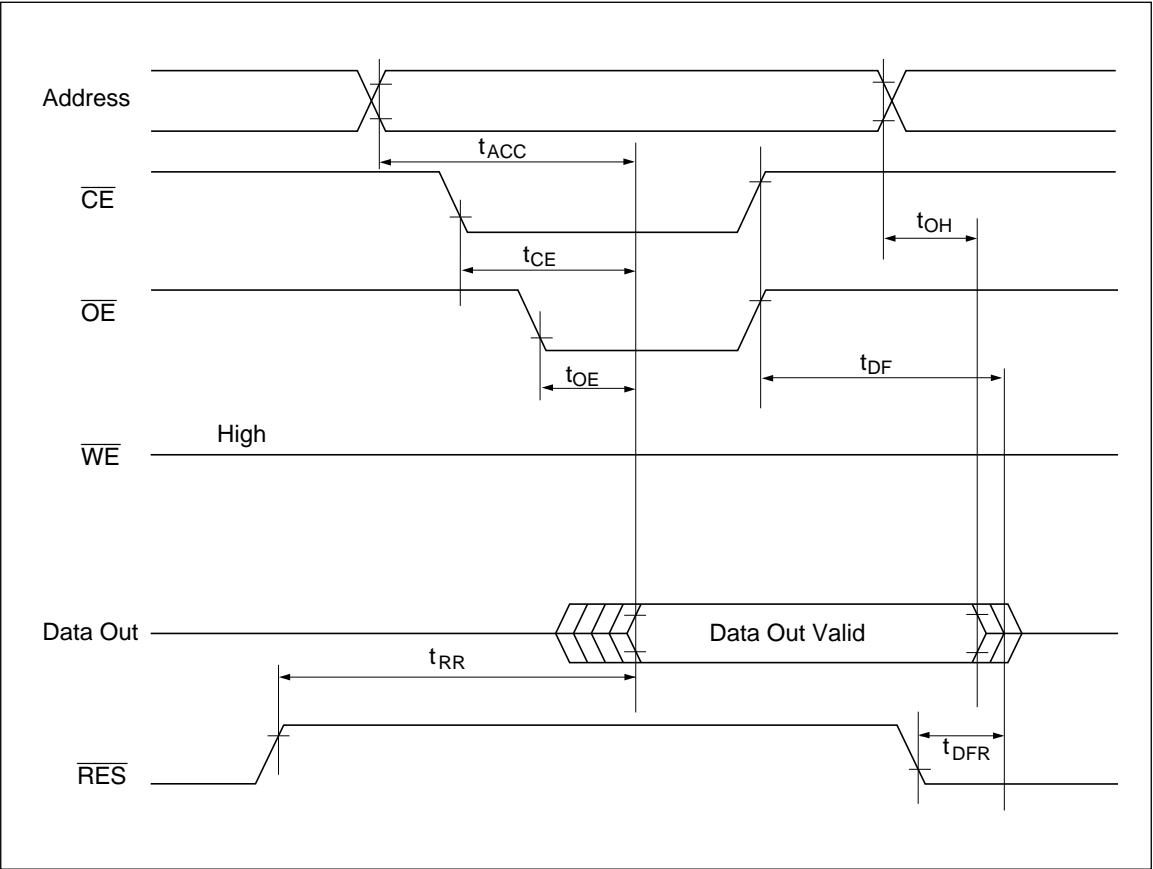 Address
tACC
CE
tOH
tCE
OE
tDF
tOE
High
WE
Data Out
Data Out Valid
tRR
tDFR
RES